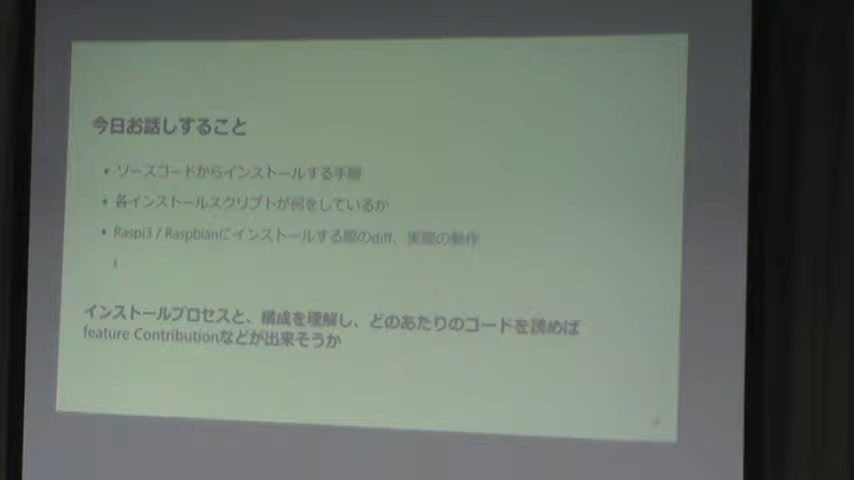 今日お話しすること
• ソースコードからインストールする手順
• 各インストールスクリプトが何をしているか
• Raspi3 / Raspbianにインストールする際のdiff、実際の動作
インストールプロセスと、構成を理解し、どのあたりのコードを読めば
feature Contributionなどが出来そうか